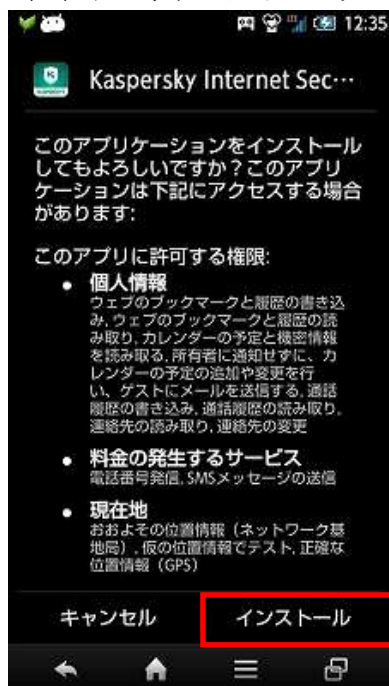 12:35
Kaspersky Internet Sec…
このアプリケーションをインストール
してもよろしいですか?このアプリ
ケーションは下記にアクセスする場合
があります:
このアプリに許可する権限:
● 個人情報
ウェブのブックマークと履歴の書き込
み, ウェブのブックマークと履歴の読
み取り, カレンダーの予定と機密情報
を読み取る, 所有者に通知せずに、カ
レンダーの予定の追加や変更を行
い、ゲストにメールを送信する, 通話
履歴の書き込み, 通話履歴の読み取り,
連絡先の読み取り, 連絡先の変更
● 料金の発生するサービス
電話番号発信, SMSメッセージの送信
● 現在地
おおよその位置情報(ネットワーク基
地局), 仮の位置情報でテスト, 正確な
位置情報(GPS)
キャンセル インストール